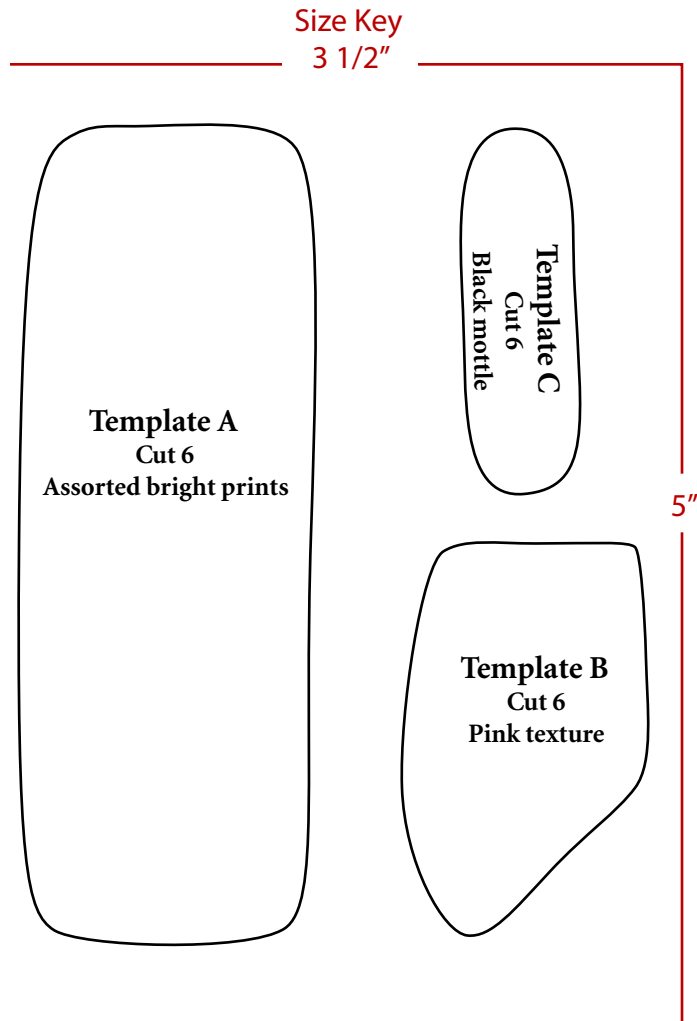 Size Key
3 1/2”
Template A
Cut 6
Assorted bright prints
Template C
Cut 6
Black mottle
5”
Template B
Cut 6
Pink texture